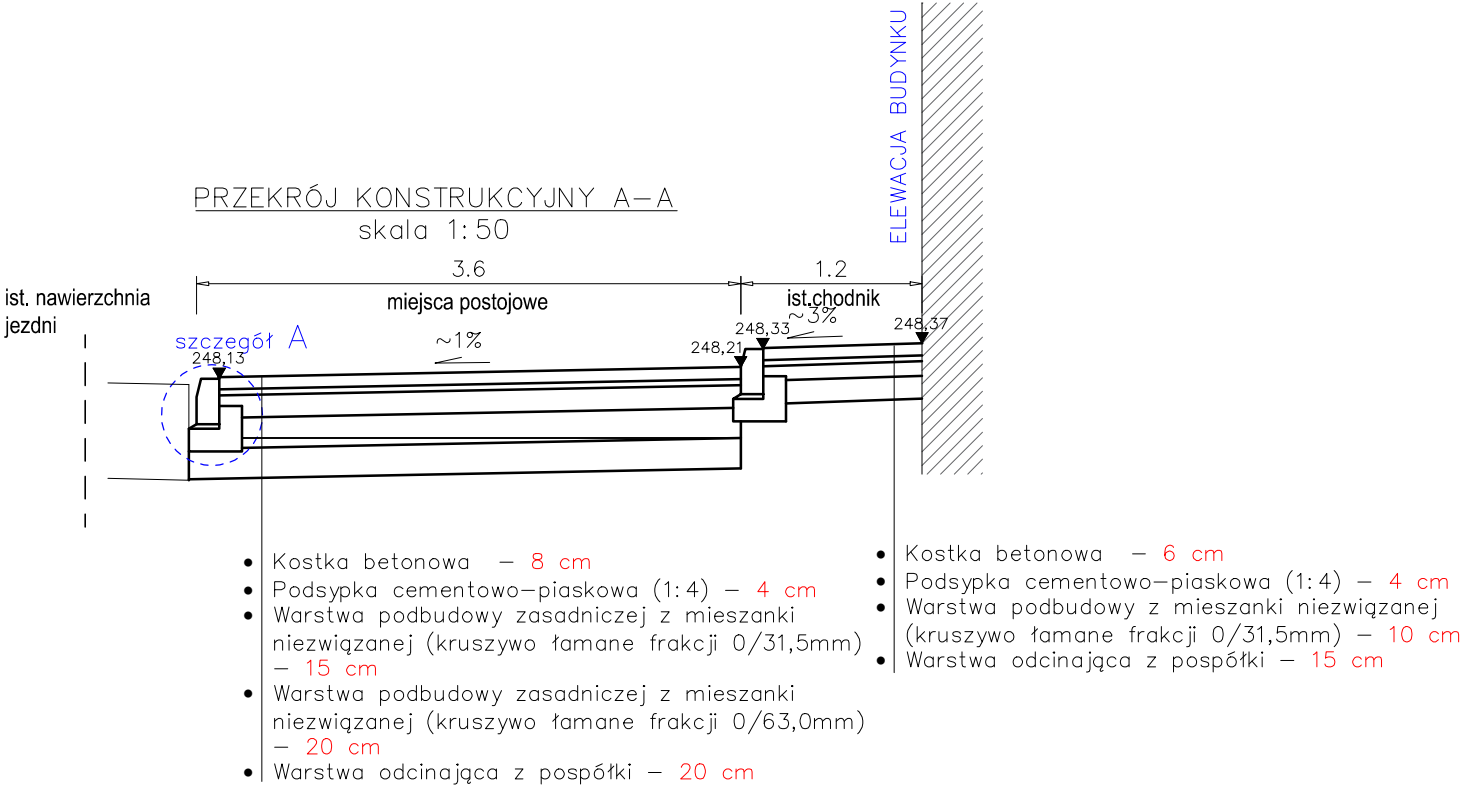 ELEWACJA BUDYNKU
PRZEKRÓJ KONSTRUKCYJNY A-A
skala 1:50
3.6
1.2
ist. nawierzchnia
jezdni
miejsca postojowe
ist.chodnik
szczegół A
~1%
~3%
248,13
248,21
248,33
248,37
• Kostka betonowa – 8 cm
• Podsypka cementowo–piaskowa (1:4) – 4 cm
• Warstwa podbudowy zasadniczej z mieszanki
niezwiązanej (kruszywo łamane frakcji 0/31,5mm)
– 15 cm
• Warstwa podbudowy zasadniczej z mieszanki
niezwiązanej (kruszywo łamane frakcji 0/63,0mm)
– 20 cm
• Warstwa odcinająca z pospółki – 20 cm
• Kostka betonowa – 6 cm
• Podsypka cementowo–piaskowa (1:4) – 4 cm
• Warstwa podbudowy z mieszanki niezwiązanej
(kruszywo łamane frakcji 0/31,5mm) – 10 cm
• Warstwa odcinająca z pospółki – 15 cm